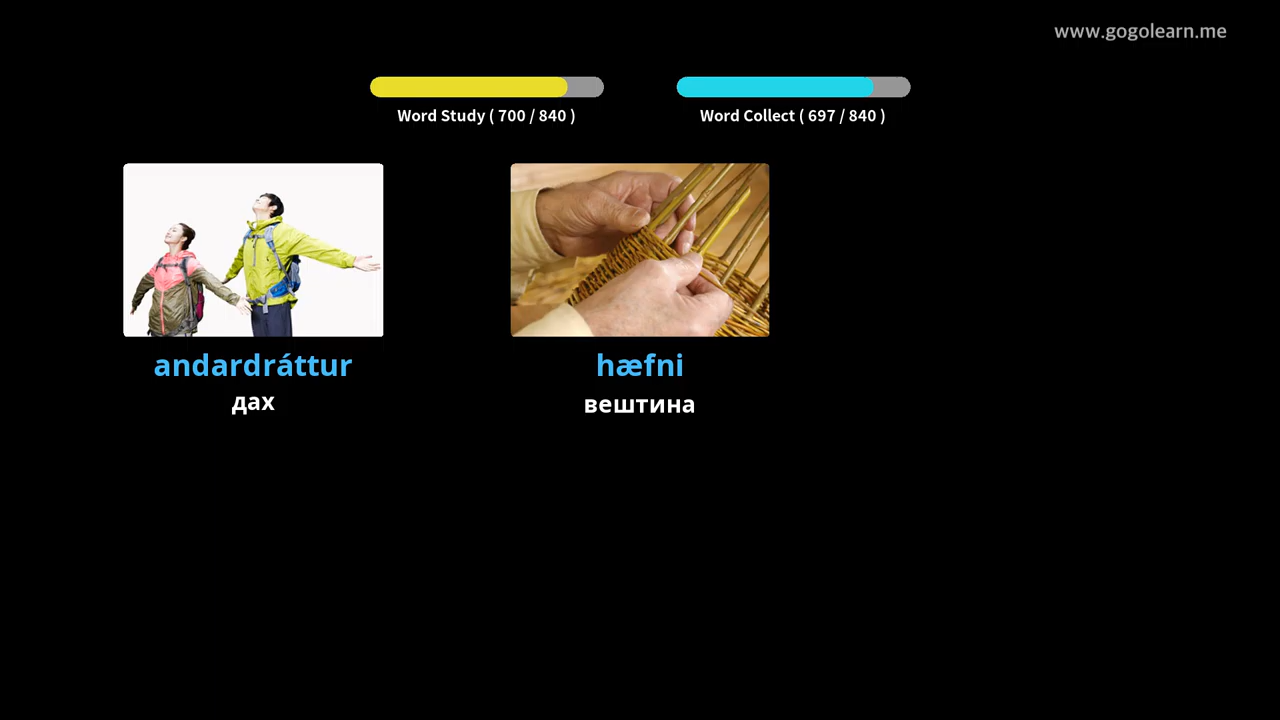 www.gogolearn.me
Word Study ( 700 / 840 )
Word Collect ( 697 / 840 )
andardráttur
дах
hæfni
вештина